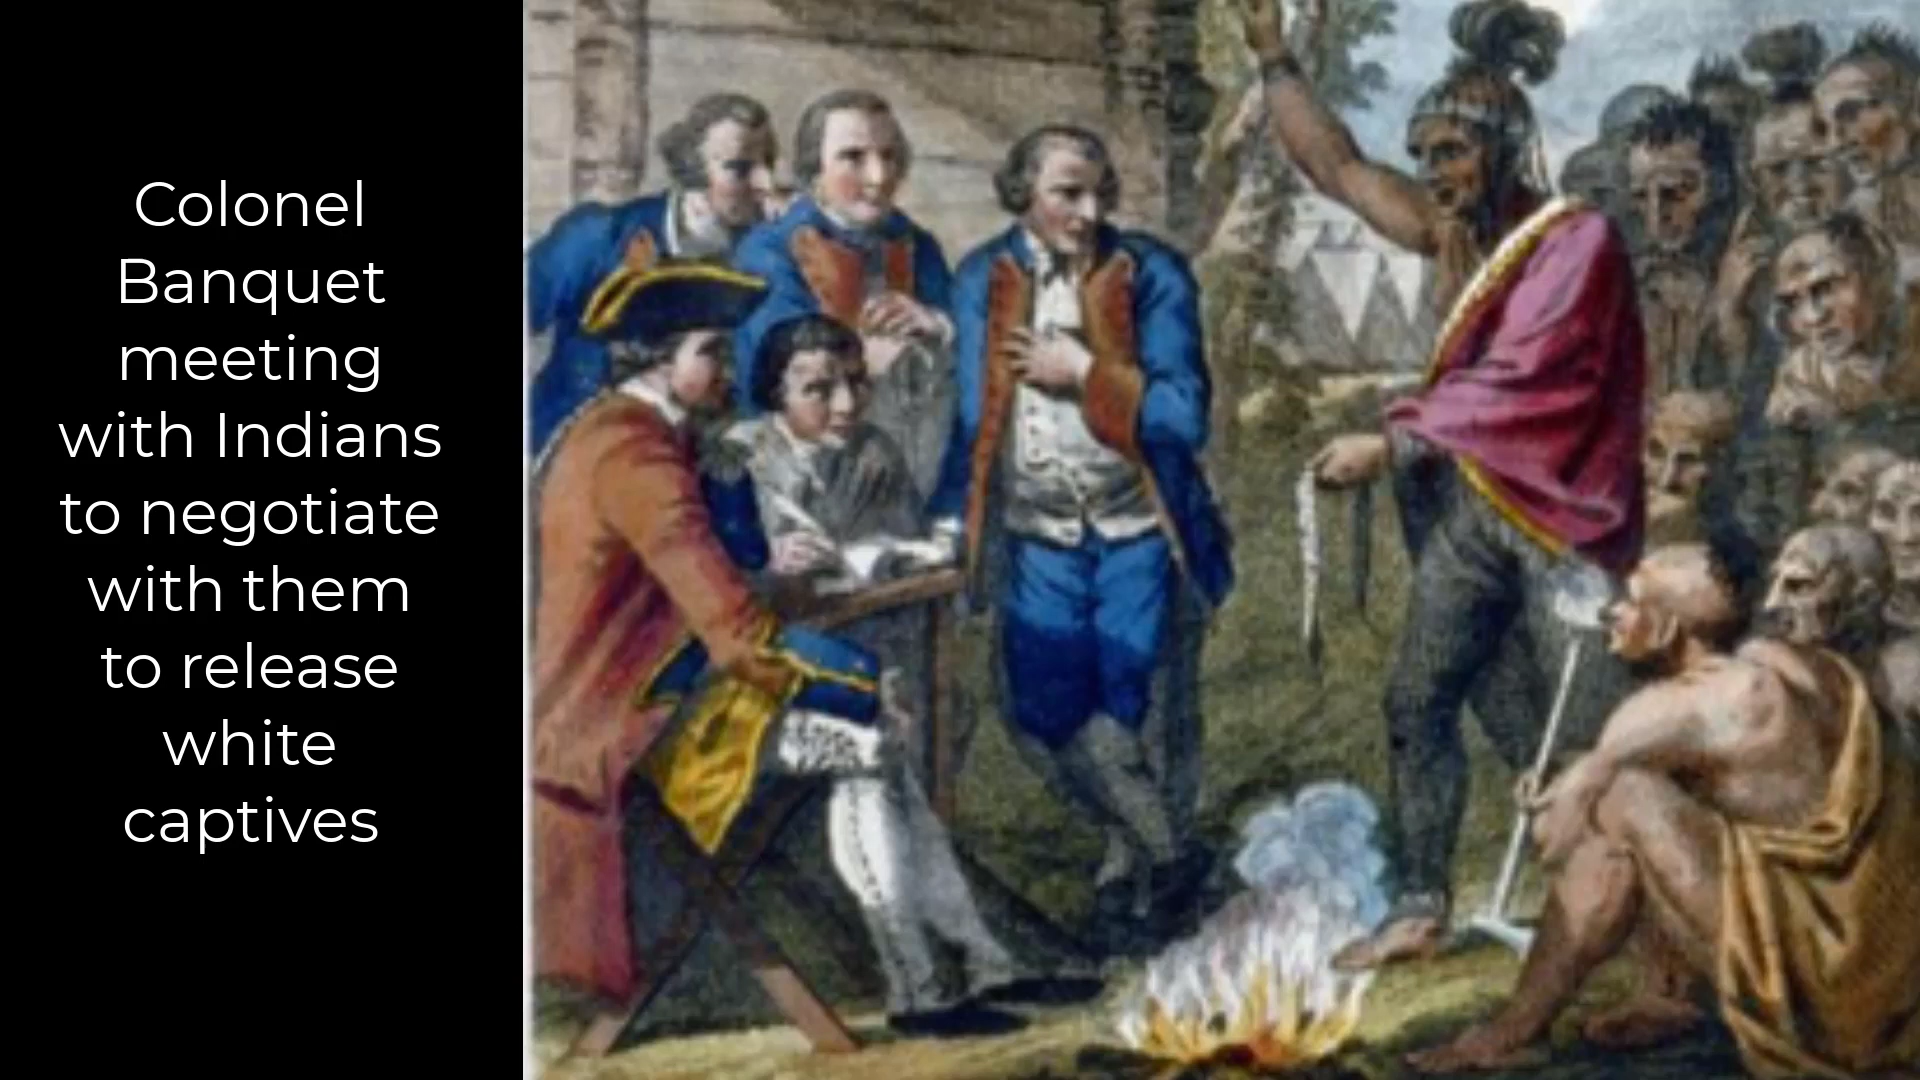 Colonel
Banquet
meeting
with Indians
to negotiate
with them
to release
white
captives